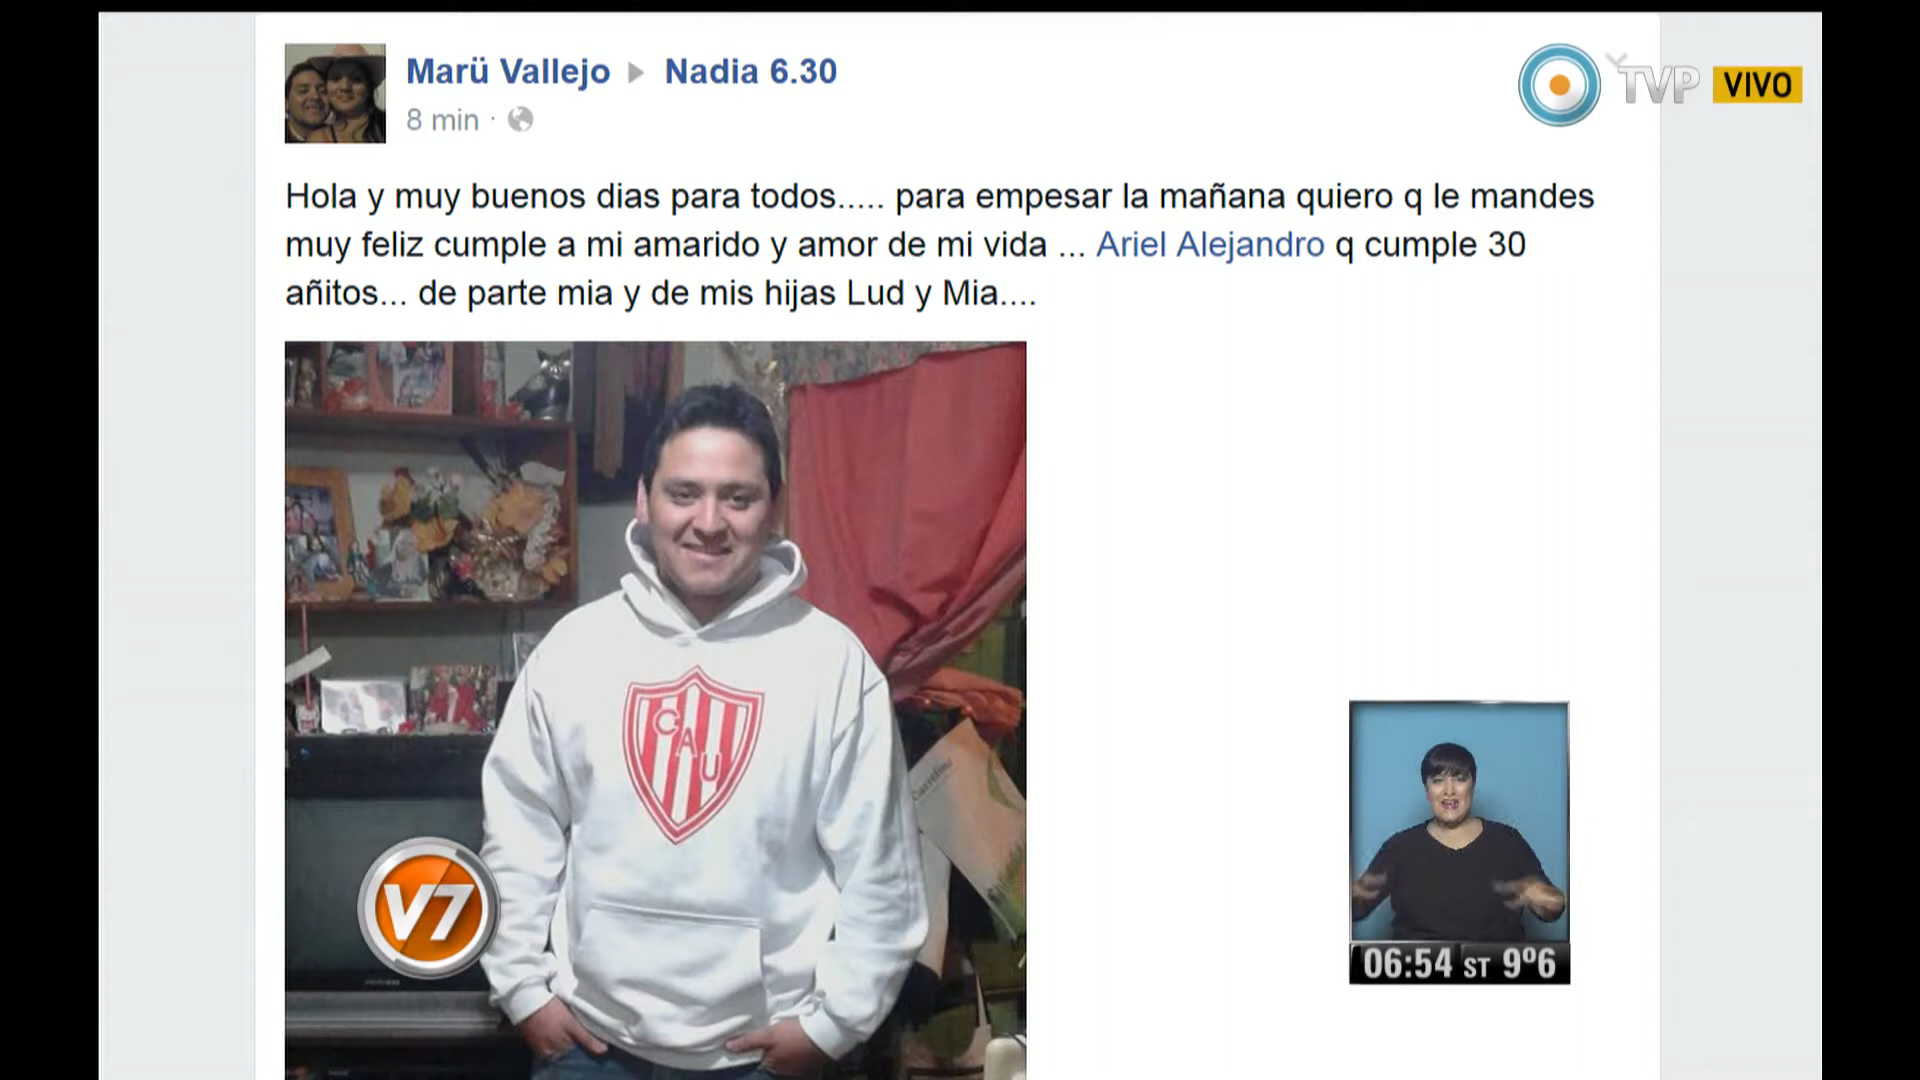 Marü Vallejo Nadia 6.30
8 min ·
TVP VIVO
Hola y muy buenos dias para todos..... para empesar la mañana quiero q le mandes
muy feliz cumple a mi amarido y amor de mi vida ... Ariel Alejandro q cumple 30
añitos... de parte mia y de mis hijas Lud y Mia....
CAU
V7
06:54 ST 9º6